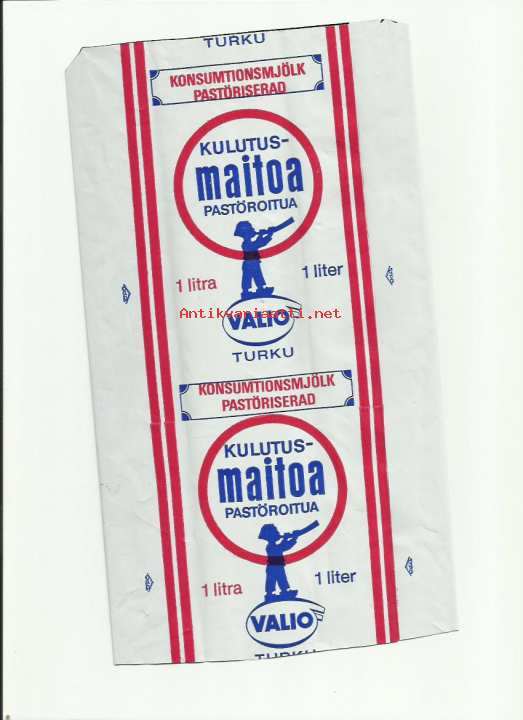 TURKU
KONSUMTIONSMJÖLK
PASTÖRISERAD
KULUTUS-
maitoa
PASTÖROITUA
1 litra
1 liter
Antikvariaatti.net
VALIO
TURKU
KONSUMTIONSMJÖLK
PASTÖRISERAD
KULUTUS-
maitoa
PASTÖROITUA
1 litra
1 liter
VALIO
TURKU